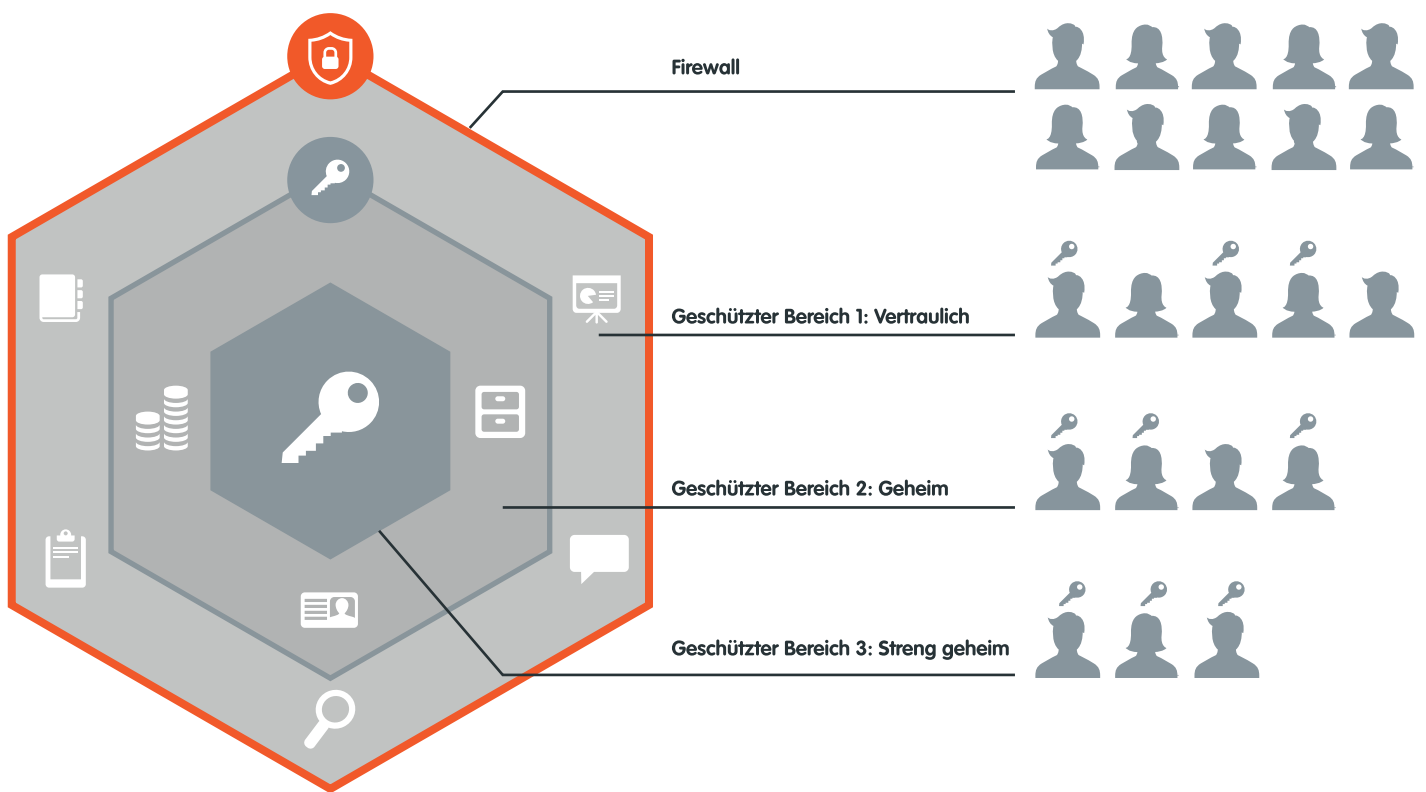 Firewall
Geschützter Bereich 1: Vertraulich
Geschützter Bereich 2: Geheim
Geschützter Bereich 3: Streng geheim